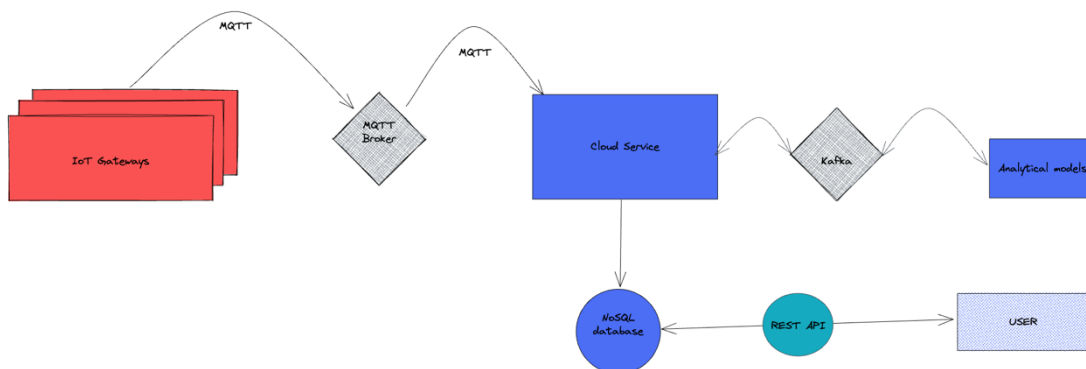 MQTT
MQTT
IoT Gateways
MQTT
Broker
Cloud Service
Kafka
Analytical models
NoSQL
database
REST API
USER